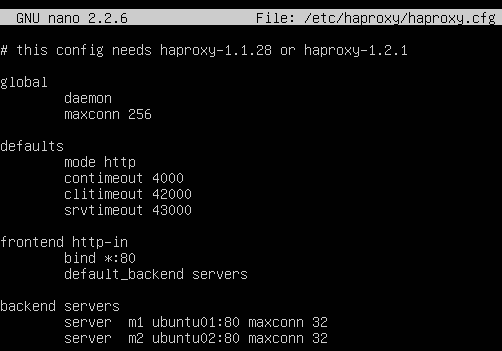 GNU nano 2.2.6 File: /etc/haproxy/haproxy.cfg
# this config needs haproxy-1.1.28 or haproxy-1.2.1
global
daemon
maxconn 256
defaults
mode http
contimeout 4000
clitimeout 42000
srvtimeout 43000
frontend http-in
bind *:80
default_backend servers
backend servers
server m1 ubuntu01:80 maxconn 32
server m2 ubuntu02:80 maxconn 32